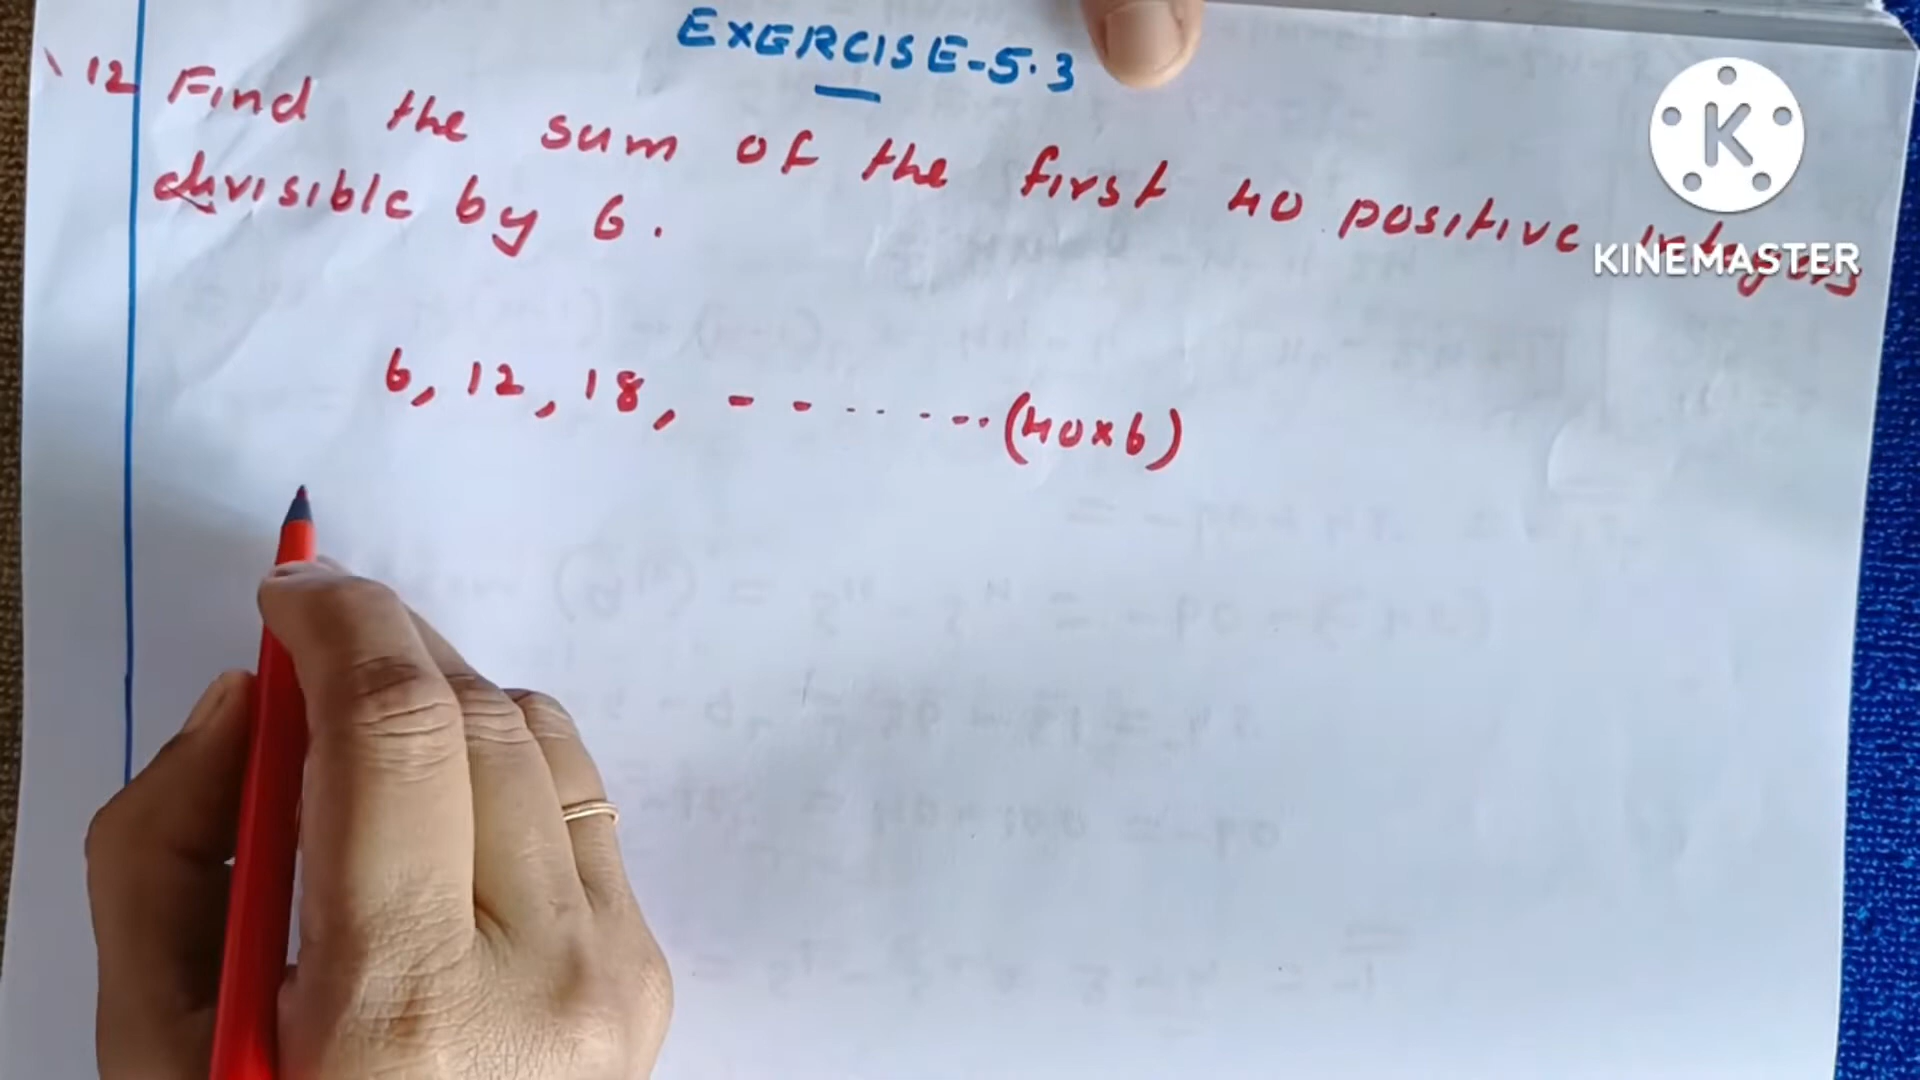 EXERCISE-5.3
12 Find the sum of the first 40 positive integers
divisible by 6.
6, 12, 18, - - ....... (40×6)
K
KINEMASTER